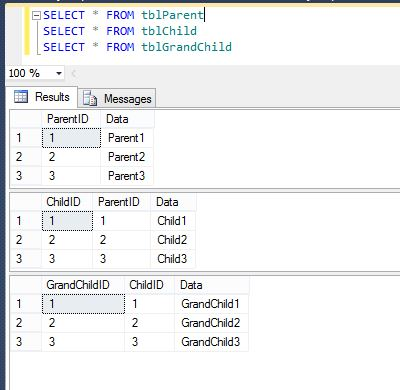 SELECT * FROM tblParent
SELECT * FROM tblChild
SELECT * FROM tblGrandChild
100 %
Results Messages
ParentID Data
1 1 Parent1
2 2 Parent2
3 3 Parent3
ChildID ParentID Data
1 1 1 Child1
2 2 2 Child2
3 3 3 Child3
GrandChildID ChildID Data
1 1 1 GrandChild1
2 2 2 GrandChild2
3 3 3 GrandChild3